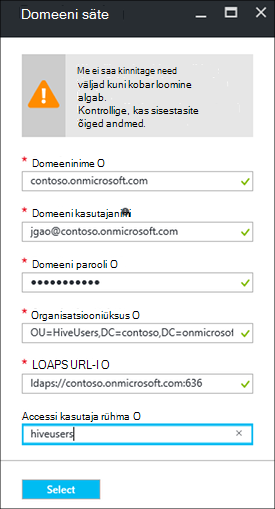 Domeeni säte
Me ei saa kinnitage need
väljad kuni kobar loomine
algab.
Kontrollige, kas sisestasite
õiged andmed.
* Domeeninime O
contoso.onmicrosoft.com
* Domeeni kasutajanimi
jgao@contoso.onmicrosoft.com
* Domeeni parooli O
•••••••••••
* Organisatsiooniüksus O
OU=HiveUsers,DC=contoso,DC=onmicrosof
* LOAPS URL-I O
ldaps://contoso.onmicrosoft.com:636
Accessi kasutaja rühma O
hiveusers
Select